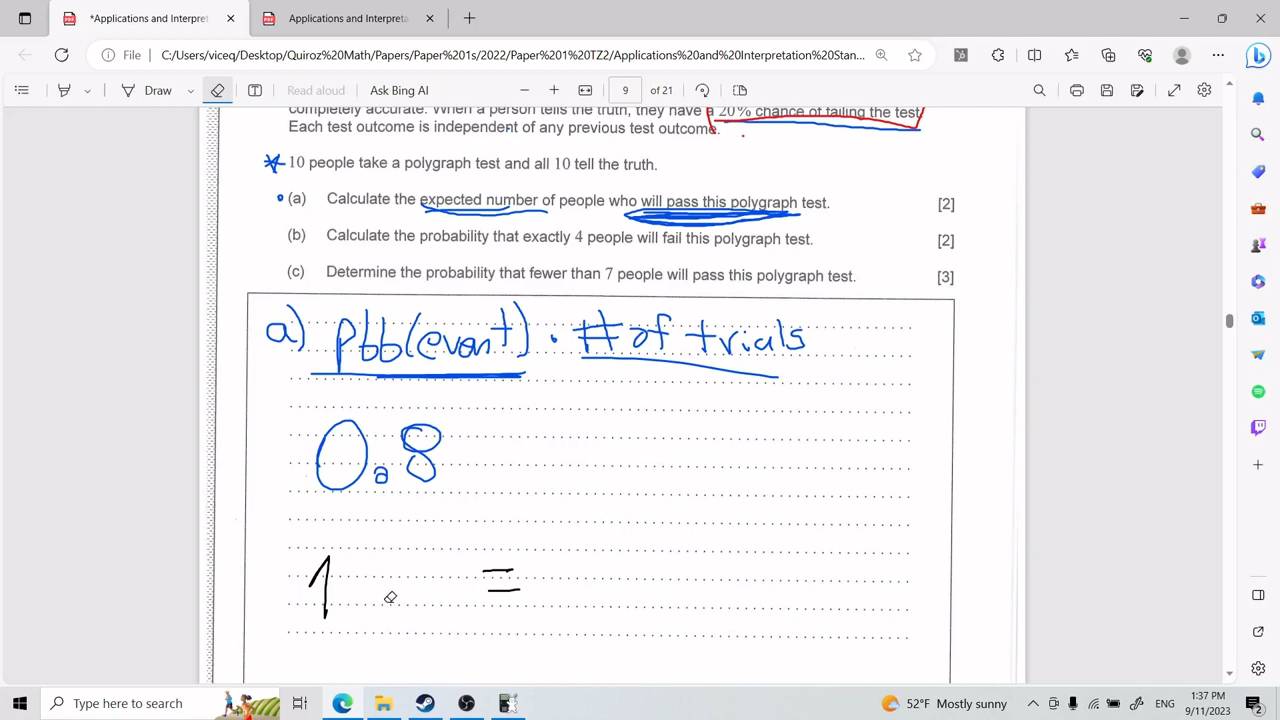 *Applications and Interpret
Applications and Interpreta
File
C:/Users/viceq/Desktop/Quiroz%20Math/Papers/Paper%201s/2022/Paper%201%20TZ2/Applications%20and%20Interpretation%20Stan...
Draw
Read aloud
Ask Bing AI
9
of 21
completely accurate. When a person tells the truth, they have a 20% chance of failing the test.
Each test outcome is independent of any previous test outcome.
10 people take a polygraph test and all 10 tell the truth.
(a) Calculate the expected number of people who will pass this polygraph test. [2]
(b) Calculate the probability that exactly 4 people will fail this polygraph test. [2]
(c) Determine the probability that fewer than 7 people will pass this polygraph test. [3]
a) Pbb(event) · # of trials
0.8
1 =
Type here to search
52°F Mostly sunny
ENG
1:37 PM
9/11/2023
2